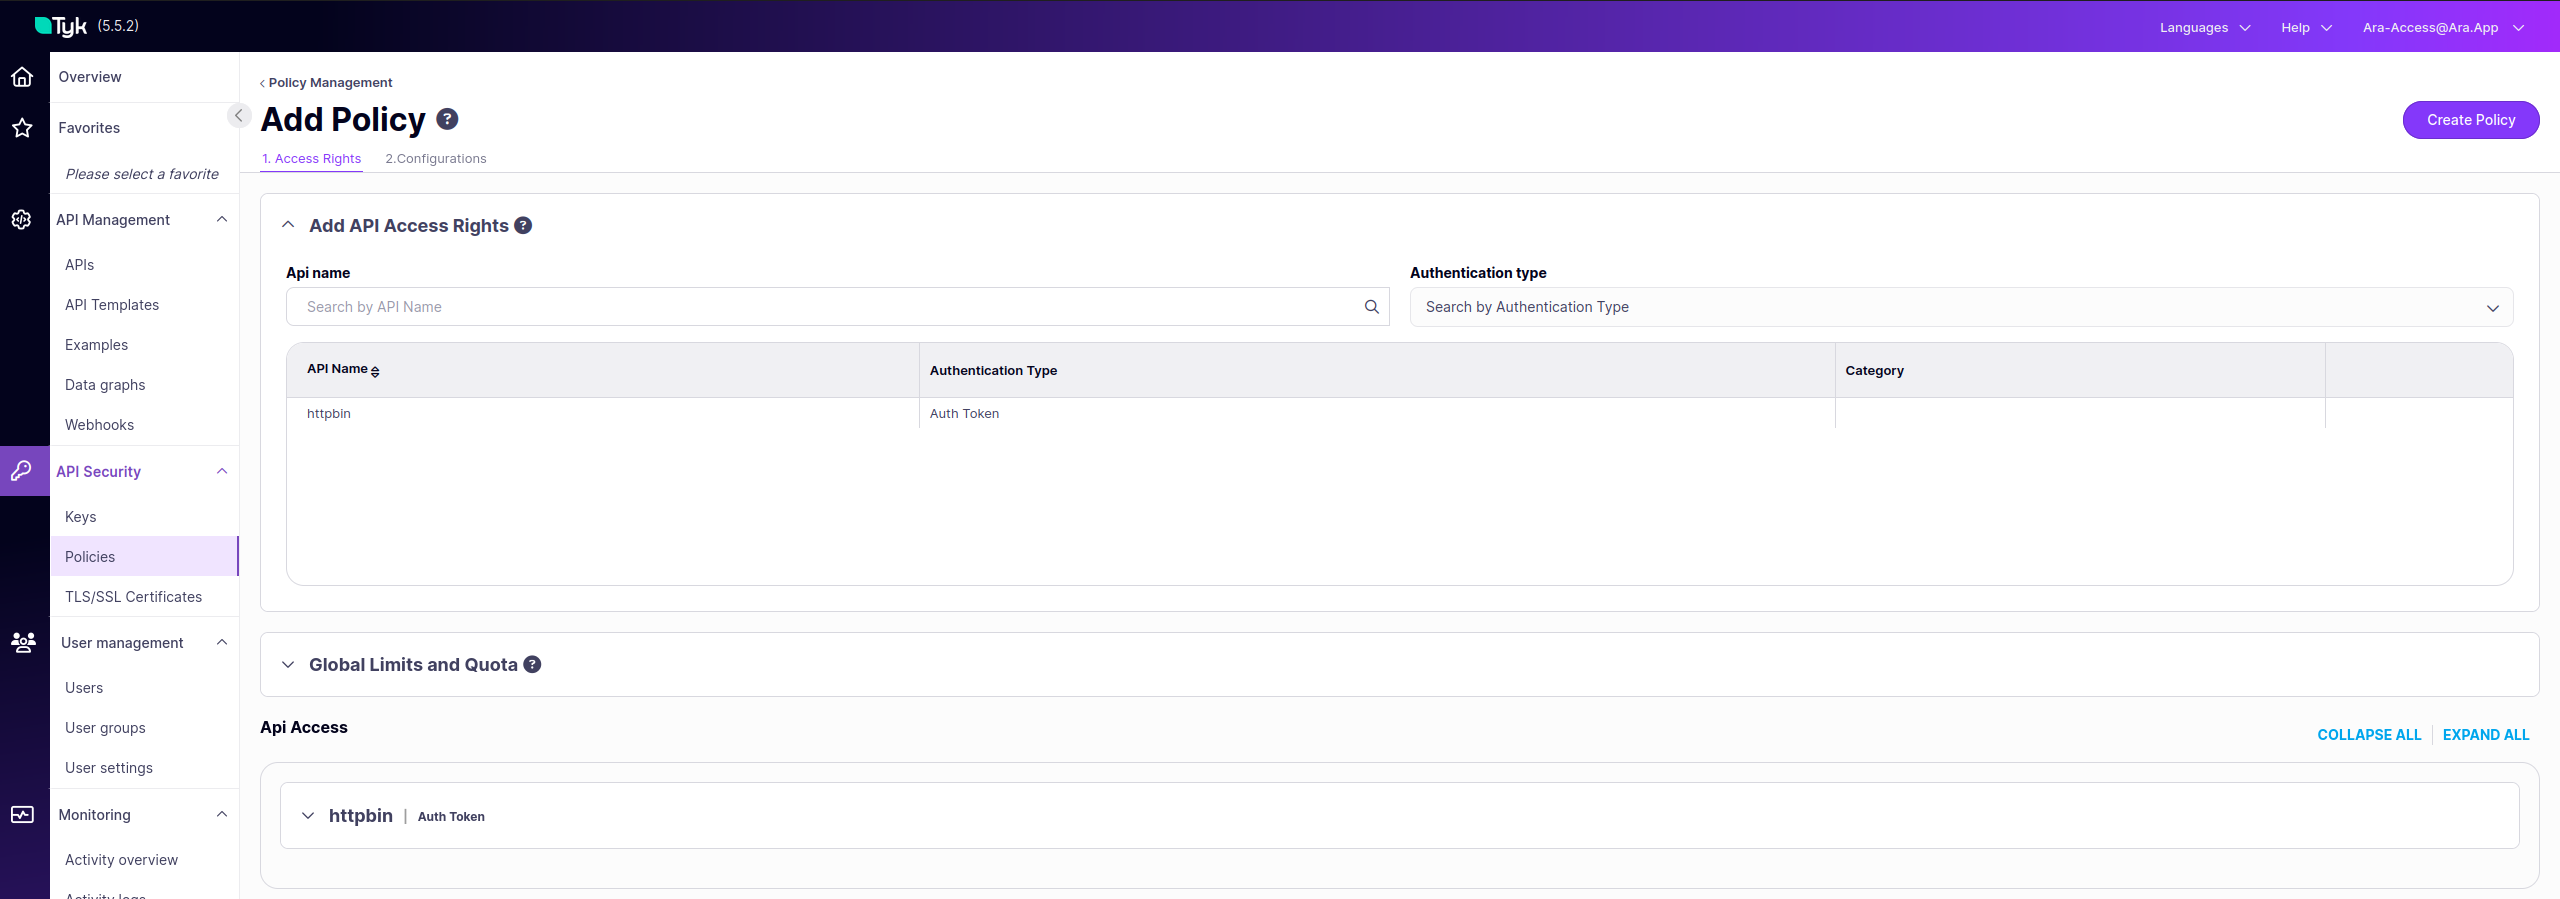 Tyk (5.5.2)
Languages
Help
Ara-Access@Ara.App
Overview
Favorites
Please select a favorite
API Management
APIs
API Templates
Examples
Data graphs
Webhooks
API Security
Keys
Policies
TLS/SSL Certificates
User management
Users
User groups
User settings
Monitoring
Activity overview
Activity logs
Policy Management
Add Policy ?
Create Policy
1. Access Rights 2.Configurations
Add API Access Rights ?
Api name
Search by API Name
Authentication type
Search by Authentication Type
API Name Authentication Type Category
httpbin Auth Token
Global Limits and Quota ?
Api Access
COLLAPSE ALL EXPAND ALL
httpbin | Auth Token